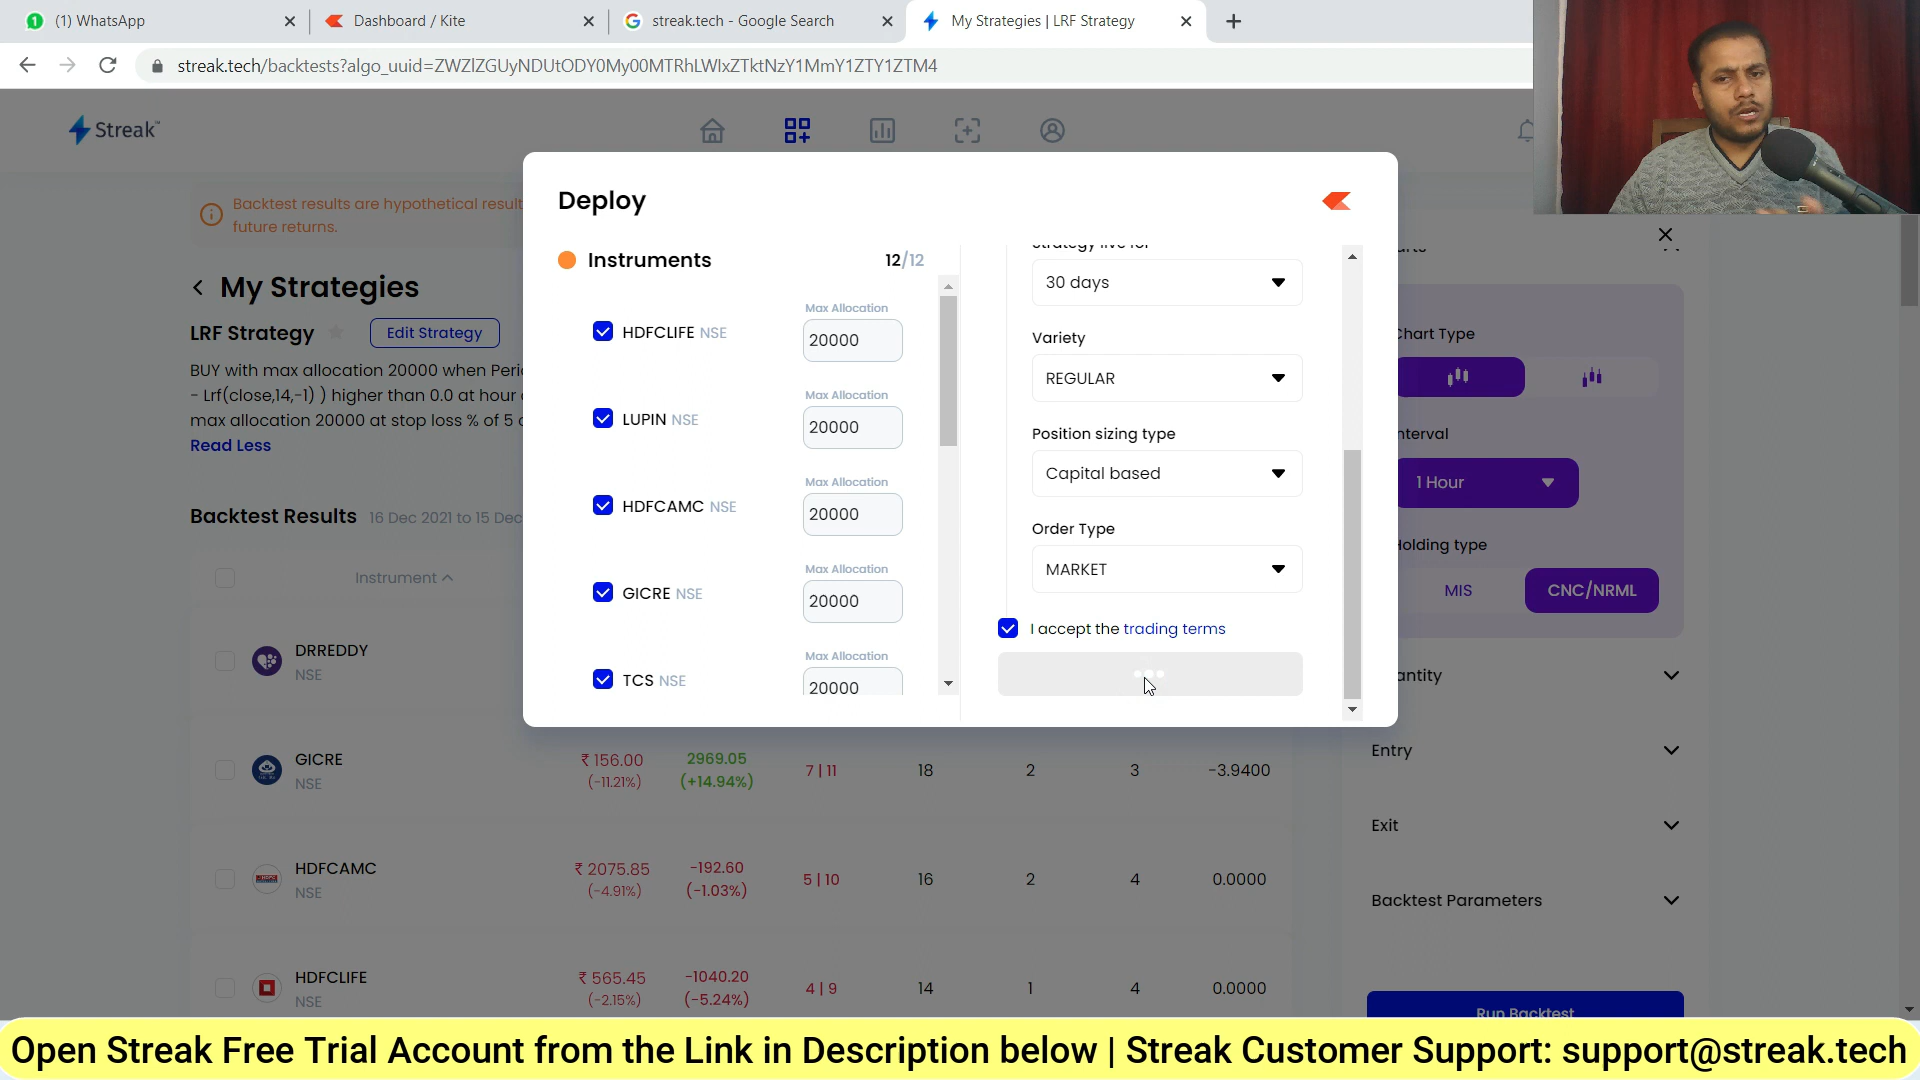 (1) WhatsApp
Dashboard / Kite
streak.tech - Google Search
My Strategies | LRF Strategy
streak.tech/backtests?algo_uuid=ZWZlZGUyNDUtODY0My00MTRhLWIxZTktNzY1MmY1ZTY1ZTM4
Streak™
Backtest results are hypothetical result
future returns.
My Strategies
LRF Strategy
Edit Strategy
BUY with max allocation 20000 when Peri
- Lrf(close,14,-1) ) higher than 0.0 at hour
max allocation 20000 at stop loss % of 5
Read Less
Backtest Results 16 Dec 2021 to 15 Dec
Instrument
DRREDDY
NSE
GICRE
NSE
₹ 156.00
(-11.21%)
2969.05
(+14.94%)
7 | 11
18
2
3
-3.9400
HDFCAMC
NSE
₹ 2075.85
(-4.91%)
-192.60
(-1.03%)
5 | 10
16
2
4
0.0000
HDFCLIFE
NSE
₹ 565.45
(-2.15%)
-1040.20
(-5.24%)
4 | 9
14
1
4
0.0000
Deploy
Instruments
12/12
Max Allocation
HDFCLIFE NSE
20000
Max Allocation
LUPIN NSE
20000
Max Allocation
HDFCAMC NSE
20000
Max Allocation
GICRE NSE
20000
Max Allocation
TCS NSE
20000
Strategy live for
30 days
Variety
REGULAR
Position sizing type
Capital based
Order Type
MARKET
I accept the trading terms
Chart Type
nterval
1 Hour
Holding type
MIS
CNC/NRML
antity
Entry
Exit
Backtest Parameters
Run Backtest
Open Streak Free Trial Account from the Link in Description below | Streak Customer Support: support@streak.tech